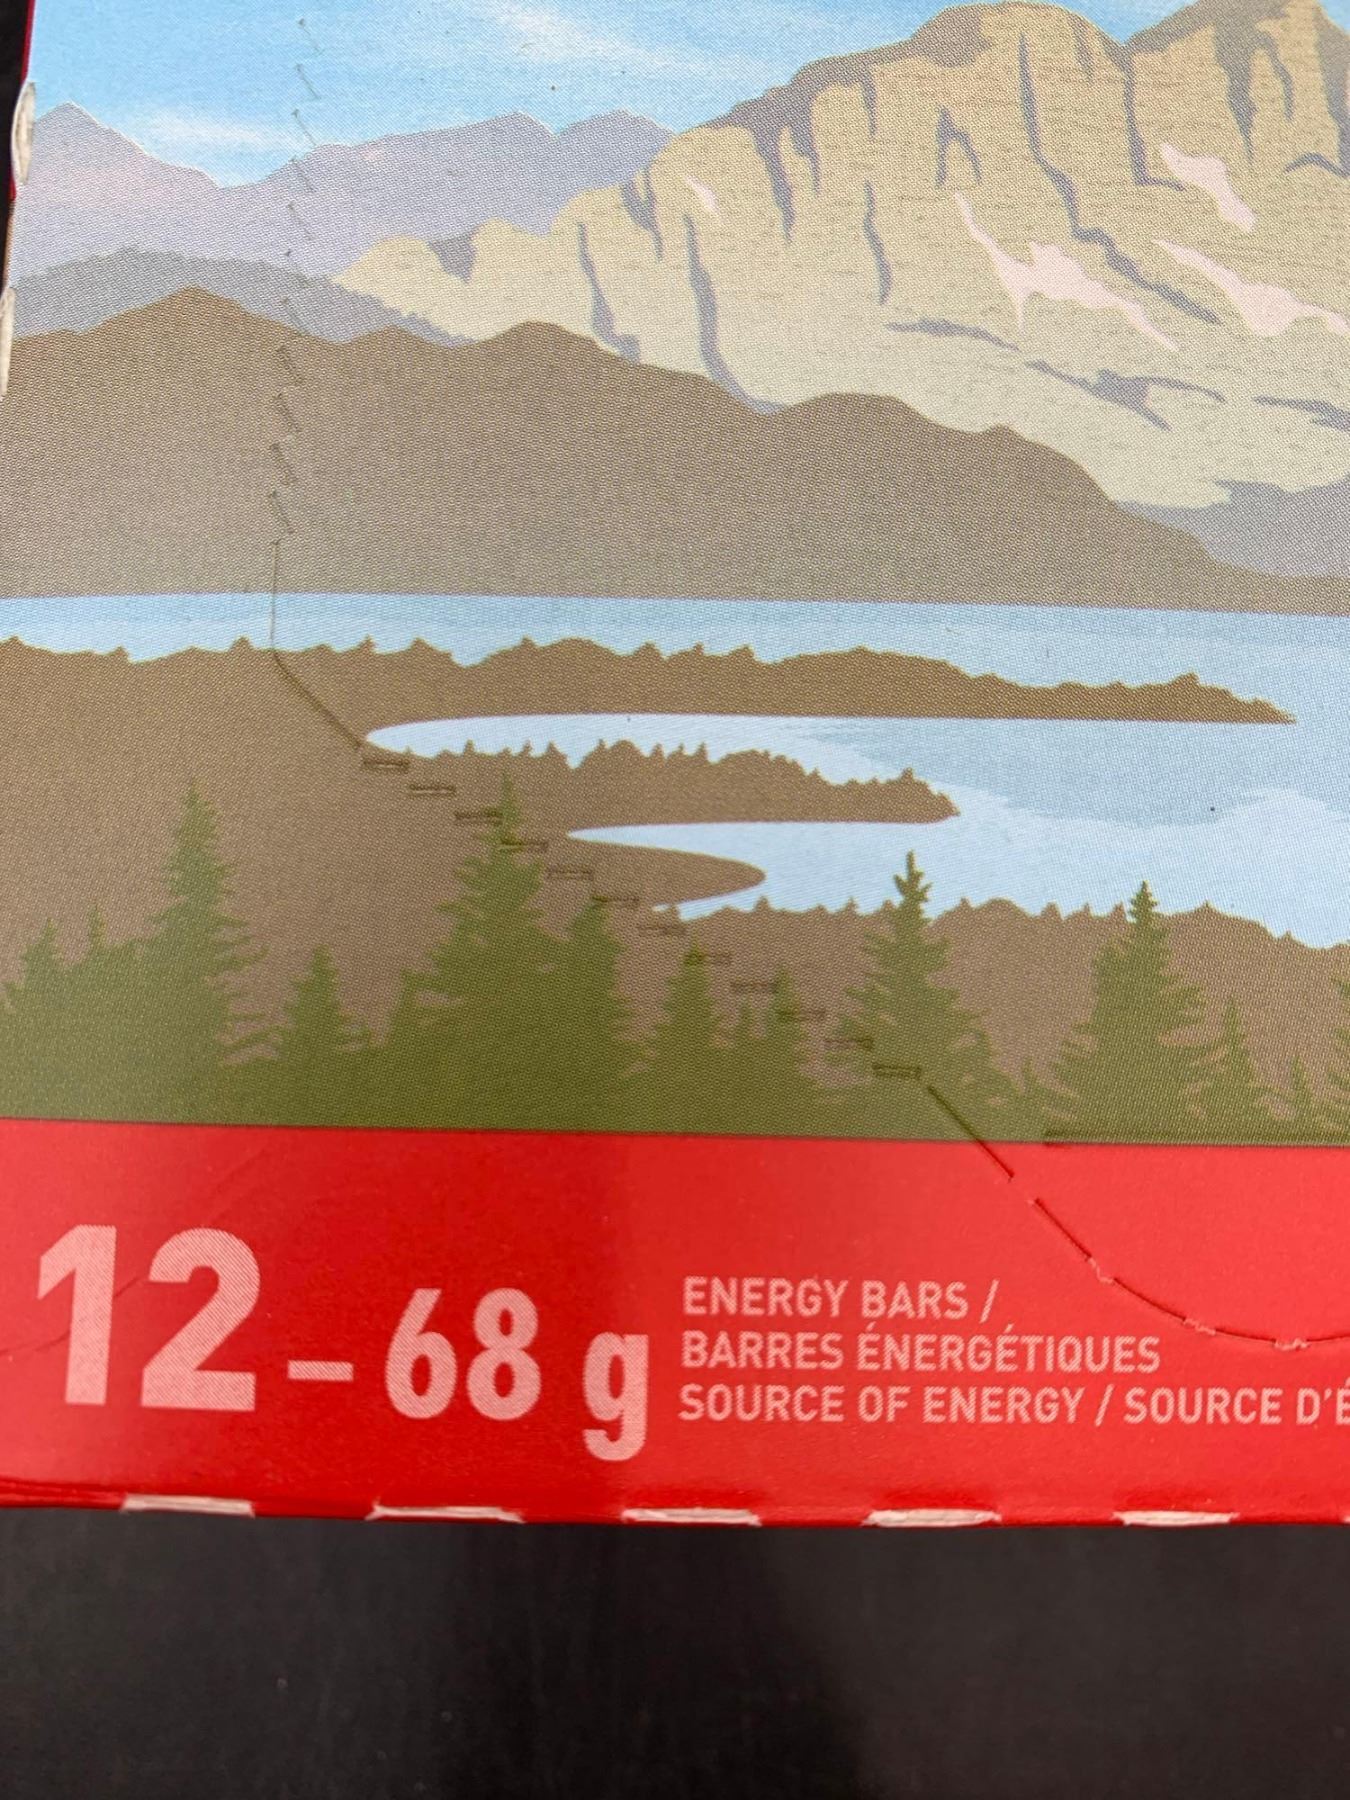 12 – 68 g
ENERGY BARS /
BARRES ÉNERGÉTIQUES
SOURCE OF ENERGY / SOURCE D'É